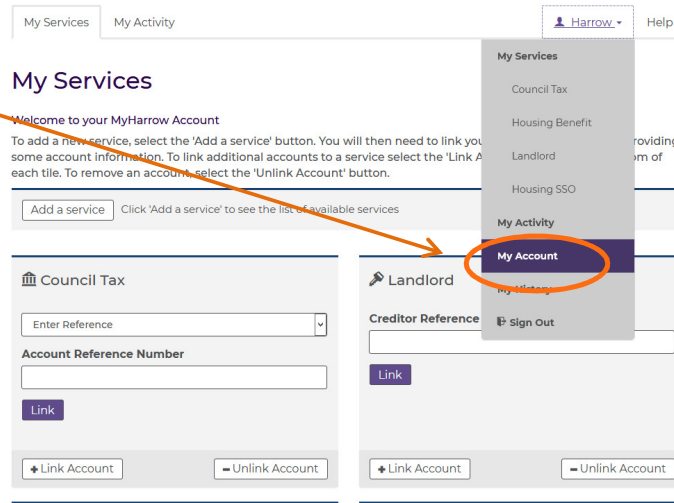 My Services My Activity Harrow Help
My Services
Welcome to your MyHarrow Account
To add a new service, select the 'Add a service' button. You will then need to link you roviding
some account information. To link additional accounts to a service select the 'Link A om of
each tile. To remove an account, select the 'Unlink Account' button.
Add a service Click 'Add a service' to see the list of available services
My Services
Council Tax
Housing Benefit
Landlord
Housing SSO
My Activity
My Account
My History
Sign Out
Council Tax
Enter Reference
Account Reference Number
Link
+Link Account
−Unlink Account
Landlord
Creditor Reference
Link
+Link Account
−Unlink Account